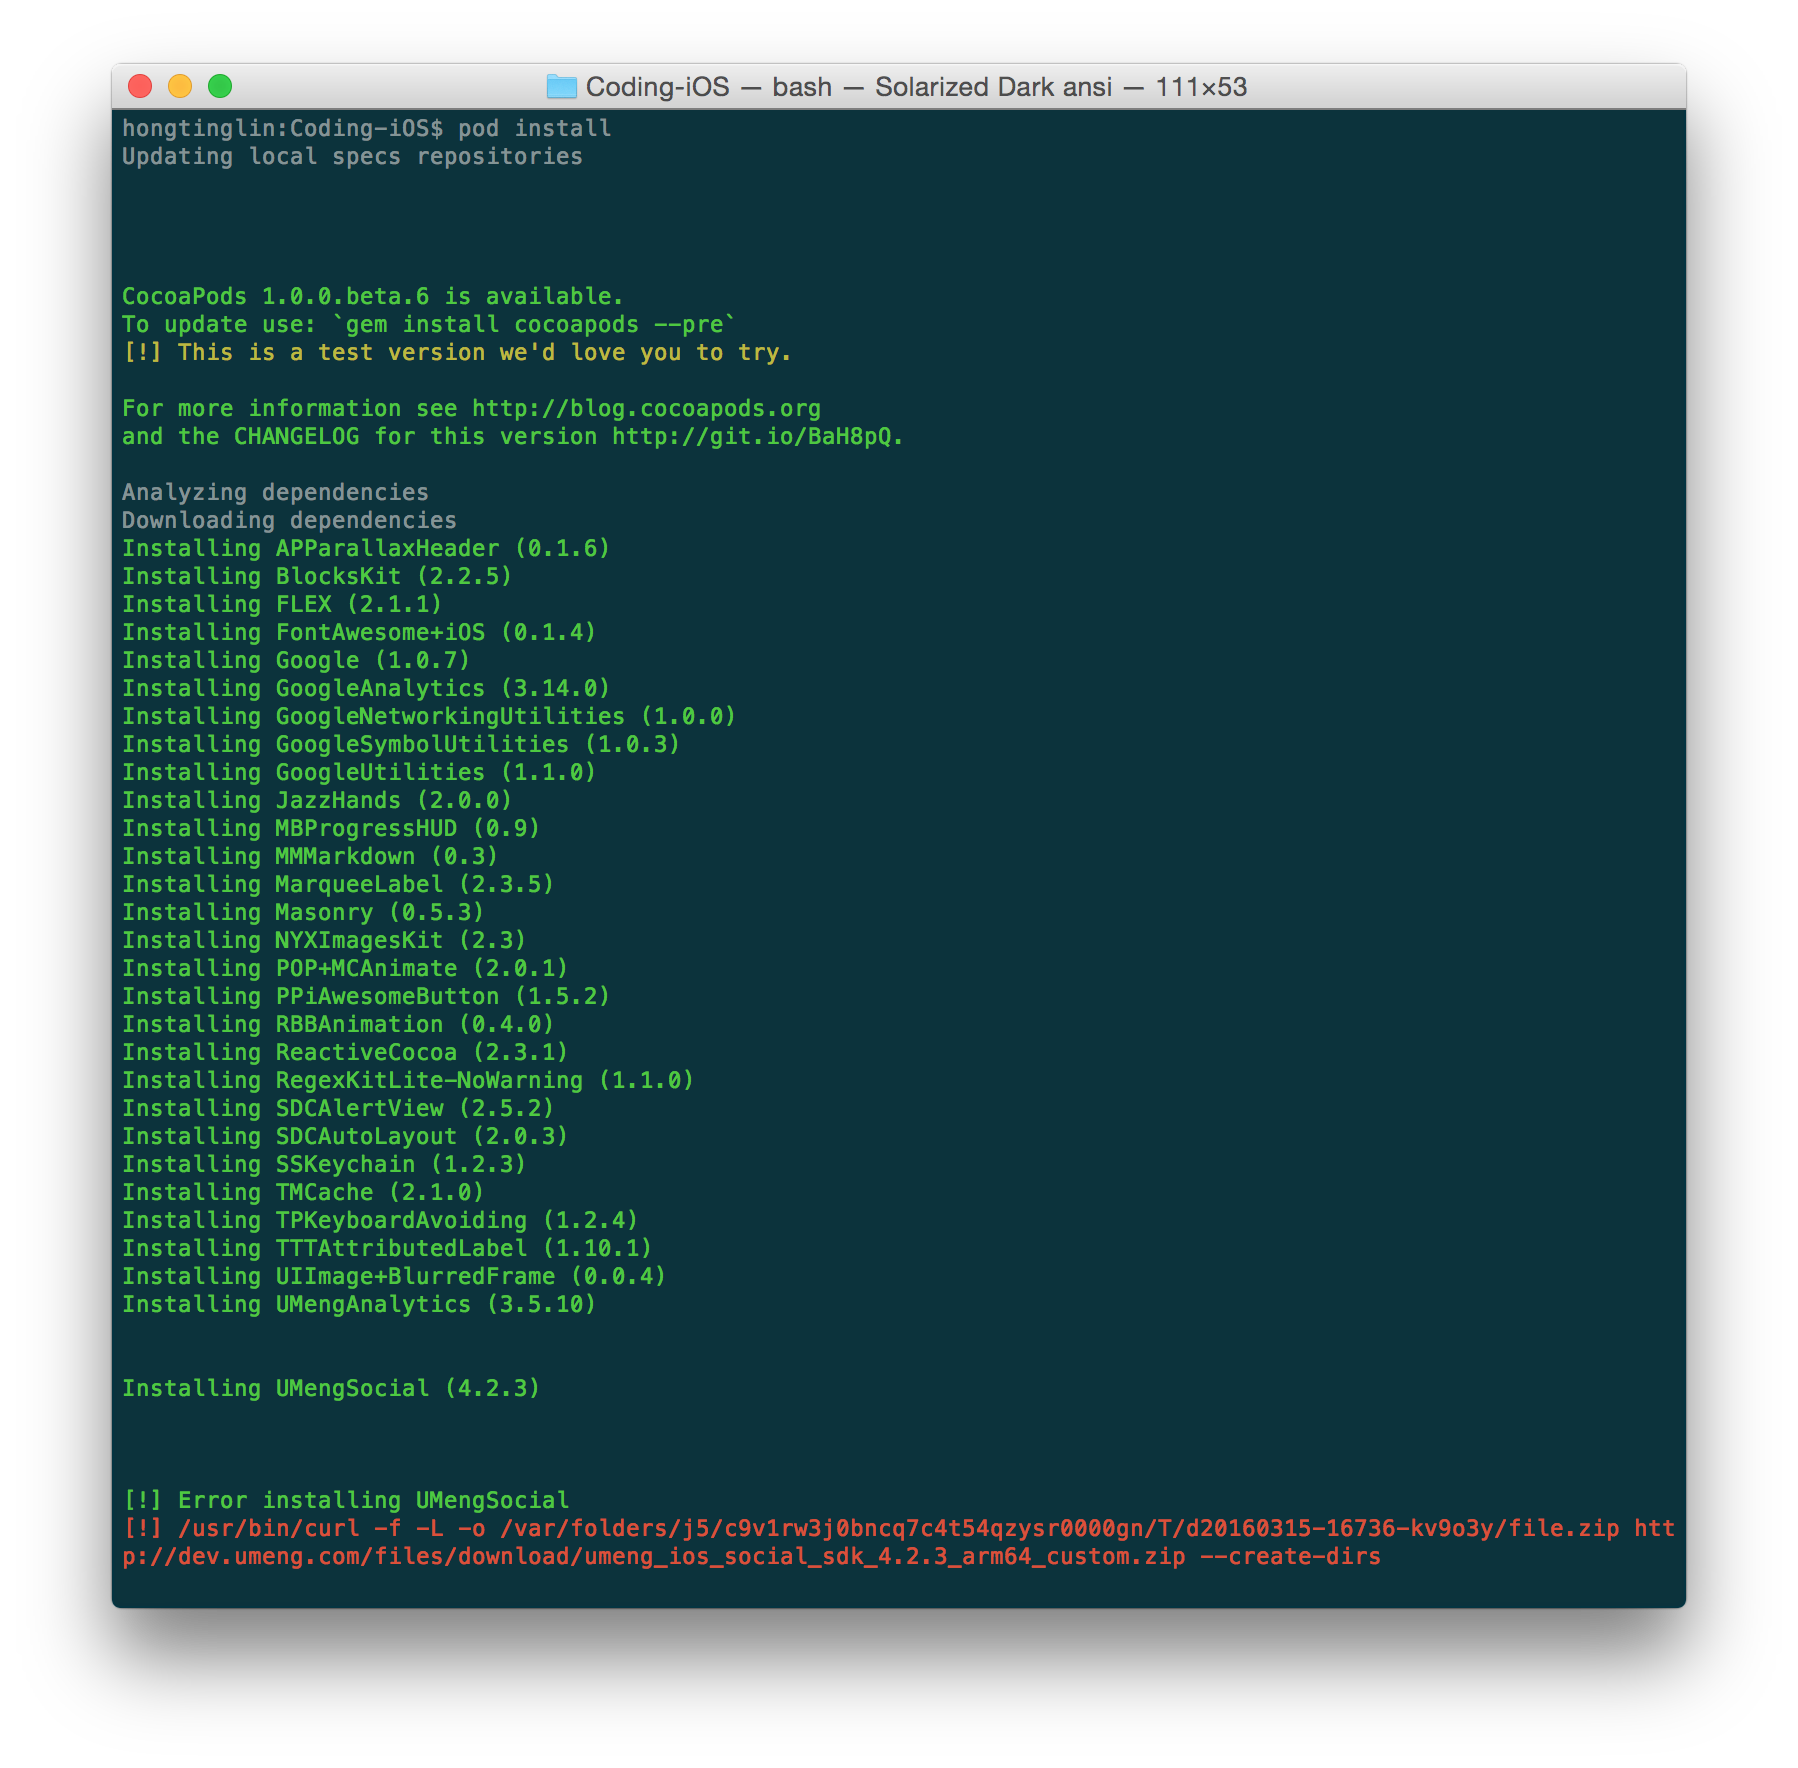 Coding-iOS — bash — Solarized Dark ansi — 111×53
hongtinglin:Coding-iOS$ pod install
Updating local specs repositories
CocoaPods 1.0.0.beta.6 is available.
To update use: `gem install cocoapods --pre`
[!] This is a test version we'd love you to try.
For more information see http://blog.cocoapods.org
and the CHANGELOG for this version http://git.io/BaH8pQ.
Analyzing dependencies
Downloading dependencies
Installing APParallaxHeader (0.1.6)
Installing BlocksKit (2.2.5)
Installing FLEX (2.1.1)
Installing FontAwesome+iOS (0.1.4)
Installing Google (1.0.7)
Installing GoogleAnalytics (3.14.0)
Installing GoogleNetworkingUtilities (1.0.0)
Installing GoogleSymbolUtilities (1.0.3)
Installing GoogleUtilities (1.1.0)
Installing JazzHands (2.0.0)
Installing MBProgressHUD (0.9)
Installing MMMarkdown (0.3)
Installing MarqueeLabel (2.3.5)
Installing Masonry (0.5.3)
Installing NYXImagesKit (2.3)
Installing POP+MCAnimate (2.0.1)
Installing PPiAwesomeButton (1.5.2)
Installing RBBAnimation (0.4.0)
Installing ReactiveCocoa (2.3.1)
Installing RegexKitLite-NoWarning (1.1.0)
Installing SDCAlertView (2.5.2)
Installing SDCAutoLayout (2.0.3)
Installing SSKeychain (1.2.3)
Installing TMCache (2.1.0)
Installing TPKeyboardAvoiding (1.2.4)
Installing TTTAttributedLabel (1.10.1)
Installing UIImage+BlurredFrame (0.0.4)
Installing UMengAnalytics (3.5.10)
Installing UMengSocial (4.2.3)
[!] Error installing UMengSocial
[!] /usr/bin/curl -f -L -o /var/folders/j5/c9v1rw3j0bncq7c4t54qzysr0000gn/T/d20160315-16736-kv9o3y/file.zip htt
p://dev.umeng.com/files/download/umeng_ios_social_sdk_4.2.3_arm64_custom.zip --create-dirs